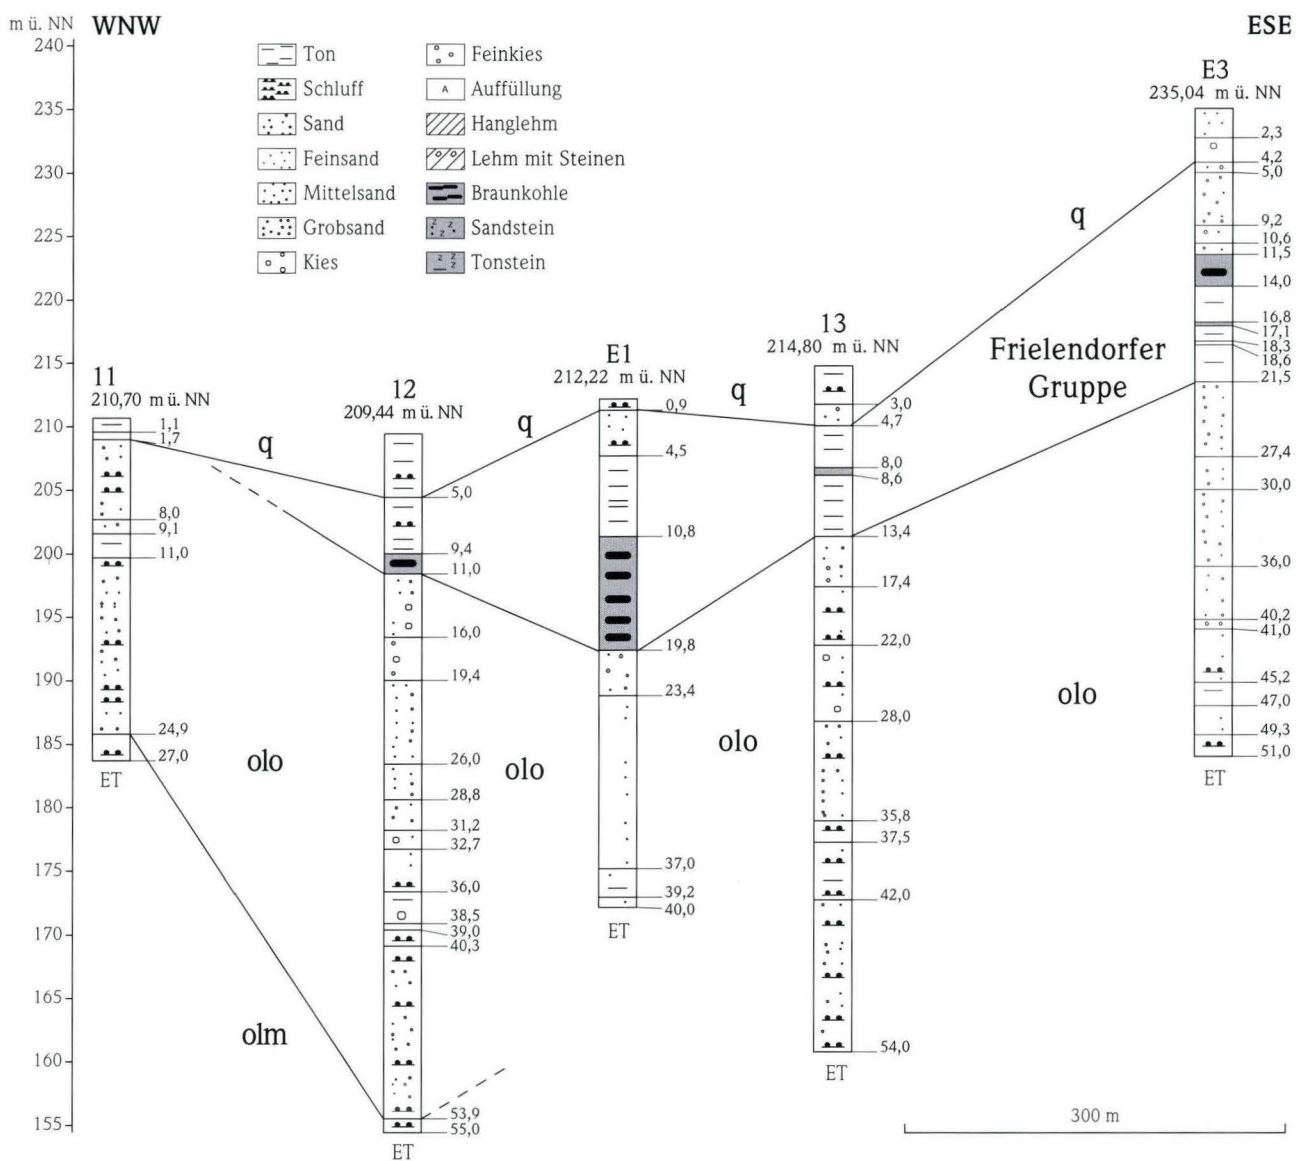 m ü. NN
WNW
ESE
240
235
230
225
220
215
210
205
200
195
190
185
180
175
170
165
160
155
Ton
Schluff
Sand
Feinsand
Mittelsand
Grobsand
Kies
Feinkies
A Auffüllung
Hanglehm
Lehm mit Steinen
Braunkohle
z z Sandstein
z z z Tonstein
11
210,70 m ü. NN
1,1
1,7
8,0
9,1
11,0
24,9
27,0
ET
q
12
209,44 m ü. NN
5,0
9,4
11,0
16,0
19,4
26,0
28,8
31,2
32,7
36,0
38,5
39,0
40,3
53,9
55,0
ET
olo
olm
q
E1
212,22 m ü. NN
0,9
4,5
10,8
19,8
23,4
37,0
39,2
40,0
ET
olo
q
13
214,80 m ü. NN
3,0
4,7
8,0
8,6
13,4
17,4
22,0
28,0
35,8
37,5
42,0
54,0
ET
olo
q
Frielendorfer
Gruppe
olo
E3
235,04 m ü. NN
2,3
4,2
5,0
9,2
10,6
11,5
14,0
16,8
17,1
18,3
18,6
21,5
27,4
30,0
36,0
40,2
41,0
45,2
47,0
49,3
51,0
ET
300 m